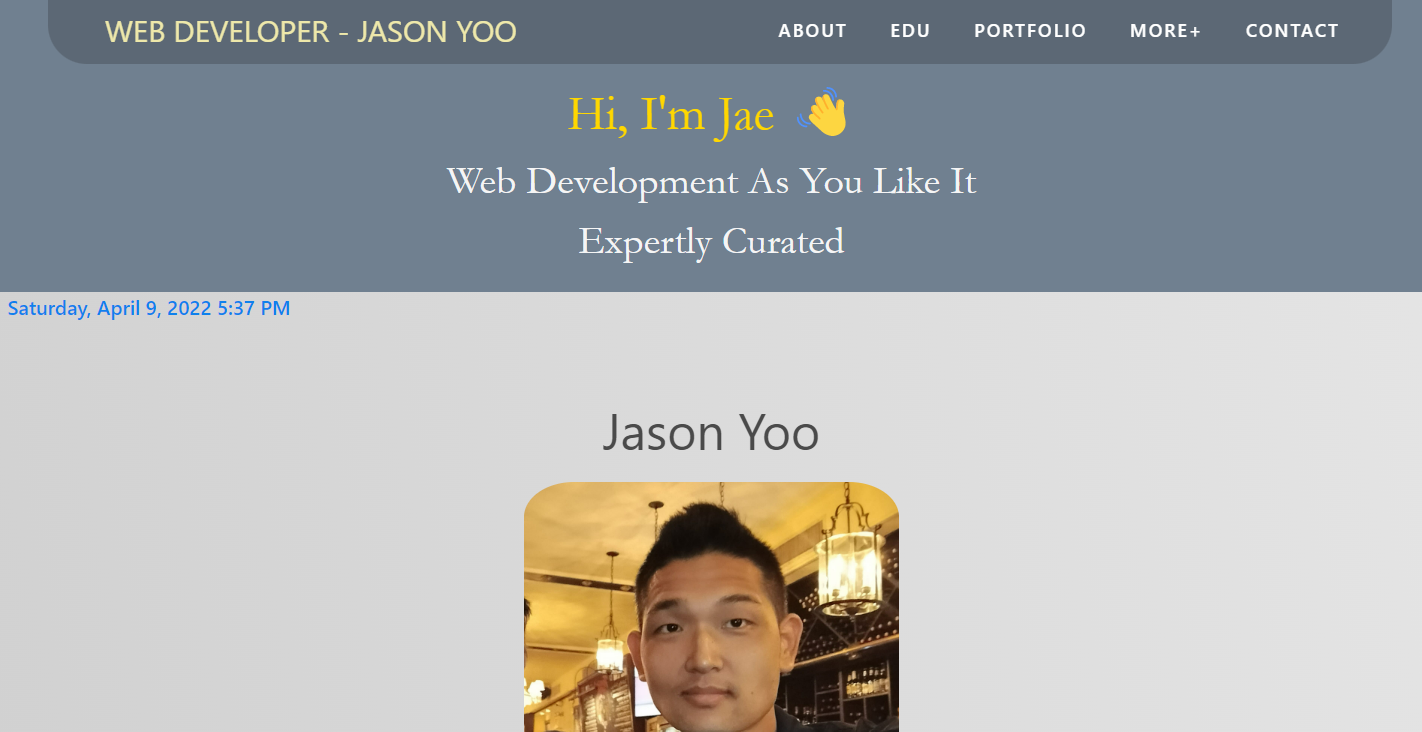 WEB DEVELOPER - JASON YOO
ABOUT EDU PORTFOLIO MORE+ CONTACT
Hi, I'm Jae 👋
Web Development As You Like It
Expertly Curated
Saturday, April 9, 2022 5:37 PM
Jason Yoo